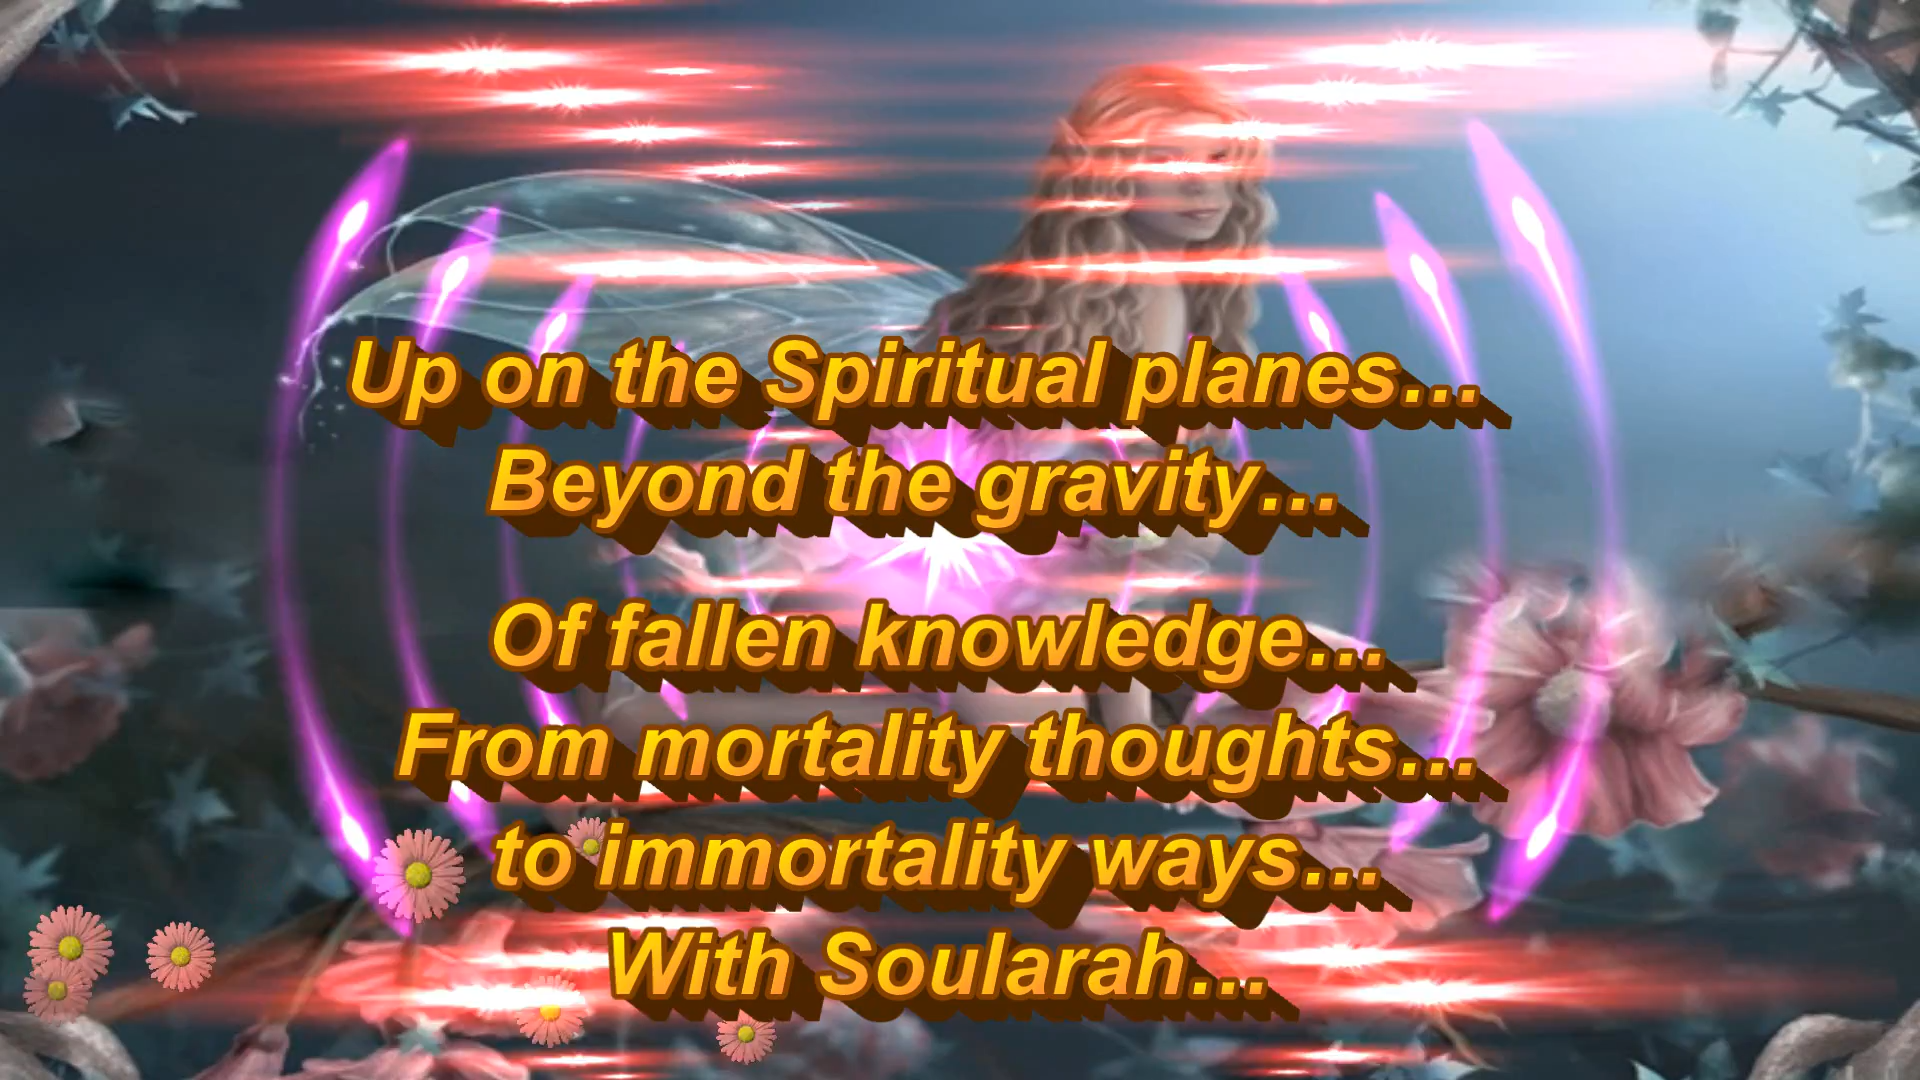 Up on the Spiritual planes...
Beyond the gravity...
Of fallen knowledge...
From mortality thoughts...
to immortality ways...
With Soularah...